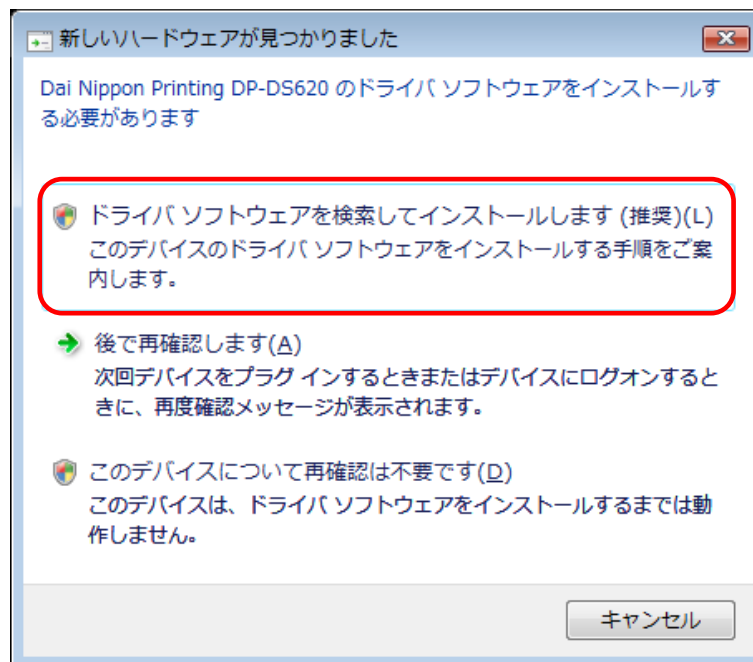 新しいハードウェアが見つかりました
Dai Nippon Printing DP-DS620 のドライバ ソフトウェアをインストールす
る必要があります
ドライバ ソフトウェアを検索してインストールします (推奨)(L)
このデバイスのドライバ ソフトウェアをインストールする手順をご案
内します。
後で再確認します(A)
次回デバイスをプラグ インするときまたはデバイスにログオンすると
きに、再度確認メッセージが表示されます。
このデバイスについて再確認は不要です(D)
このデバイスは、ドライバ ソフトウェアをインストールするまでは動
作しません。
キャンセル